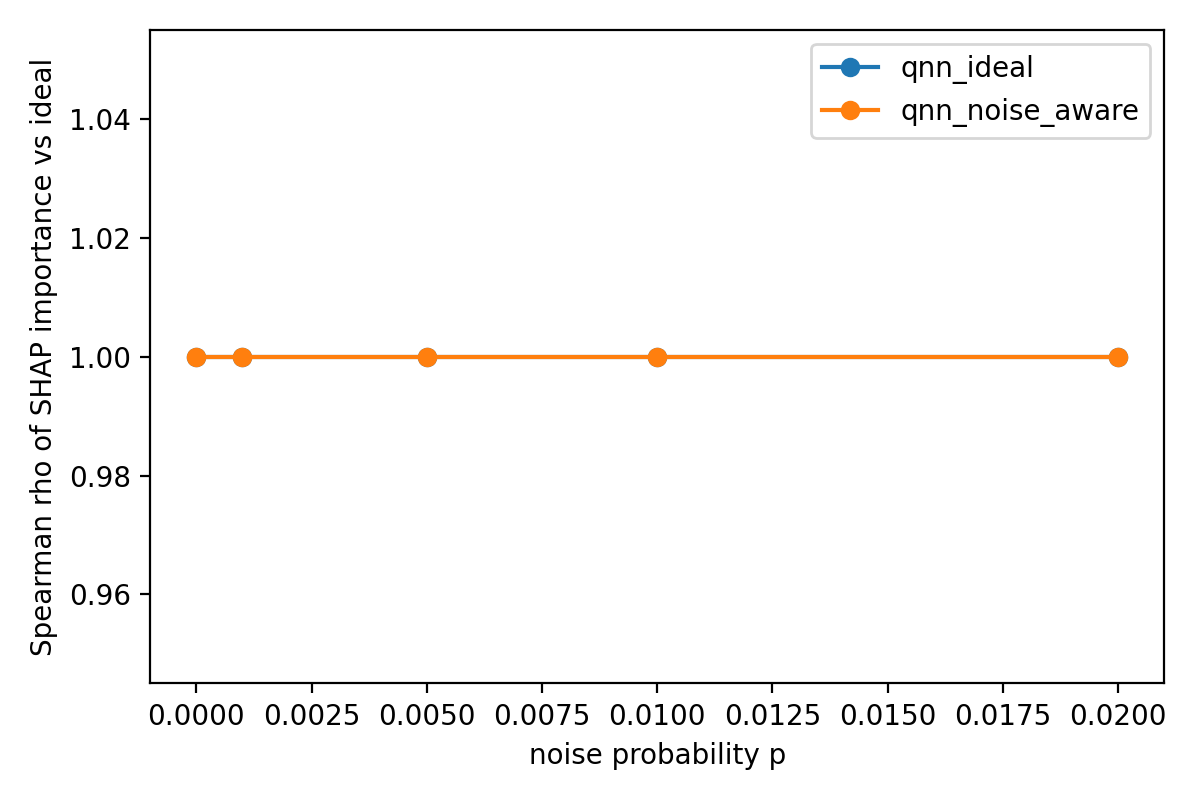 qnn_ideal
qnn_noise_aware
Spearman rho of SHAP importance vs ideal
1.04
1.02
1.00
0.98
0.96
0.0000 0.0025 0.0050 0.0075 0.0100 0.0125 0.0150 0.0175 0.0200
noise probability p